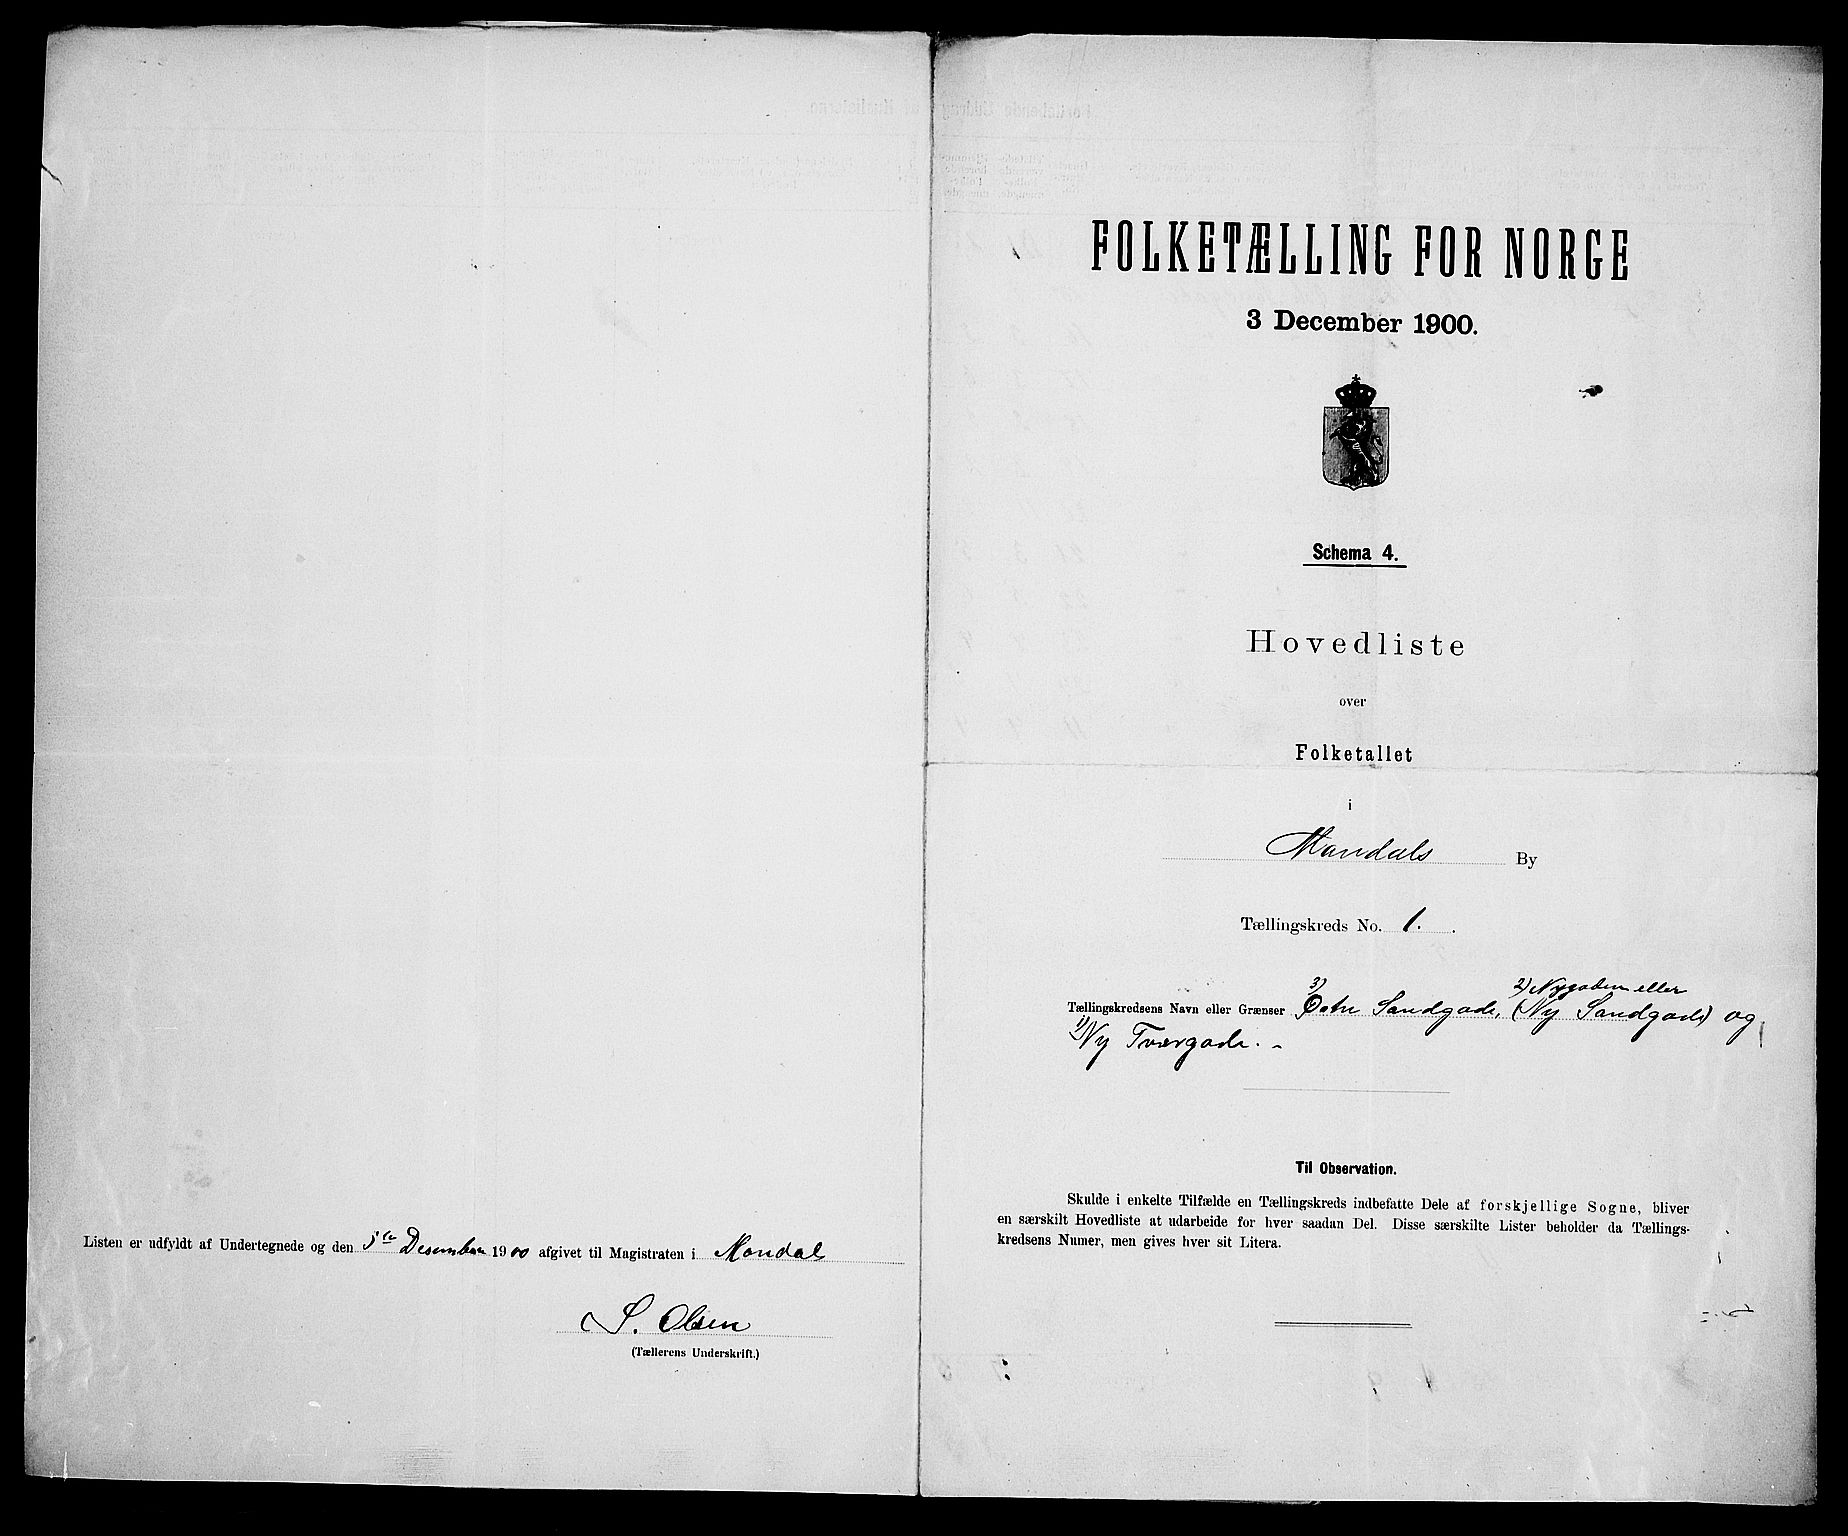 Listen er udfyldt af Undertegnede og den 5te Desember 1900 afgivet til Magistraten i Mandal
S. Olsen
(Tællerens Underskrift.)
FOLKETÆLLING FOR NORGE
3 December 1900.
Schema 4.
Hovedliste
over
Folketallet
i
Mandals By
Tællingskreds No. 1.
3) 2) Nygaden eller
Tællingskredsens Navn eller Grænser Østre Sandgade, (Ny Sandgade) og
1) Ny Tværgade. -
Til Observation.
Skulde i enkelte Tilfælde en Tællingskreds indbefatte Dele af forskjellige Sogne, bliver
en særskilt Hovedliste at udarbeide for hver saadan Del. Disse særskilte Lister beholder da Tællings-
kredsens Numer, men gives hver sit Litera.